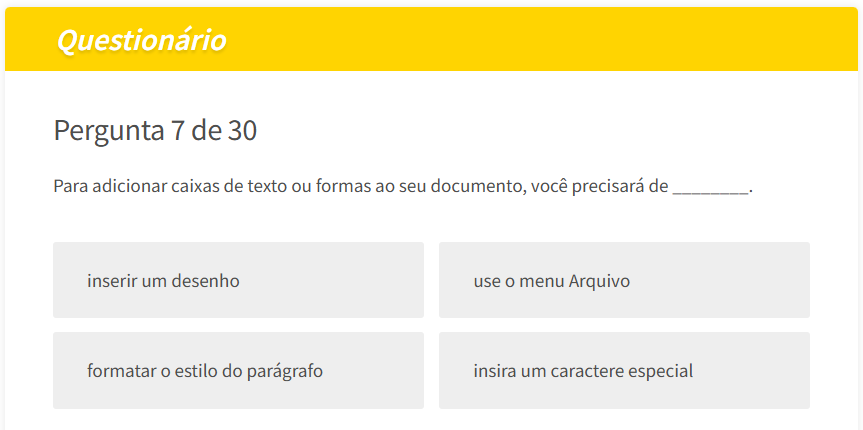 Questionário
Pergunta 7 de 30
Para adicionar caixas de texto ou formas ao seu documento, você precisará de ________.
inserir um desenho
use o menu Arquivo
formatar o estilo do parágrafo
insira um caractere especial